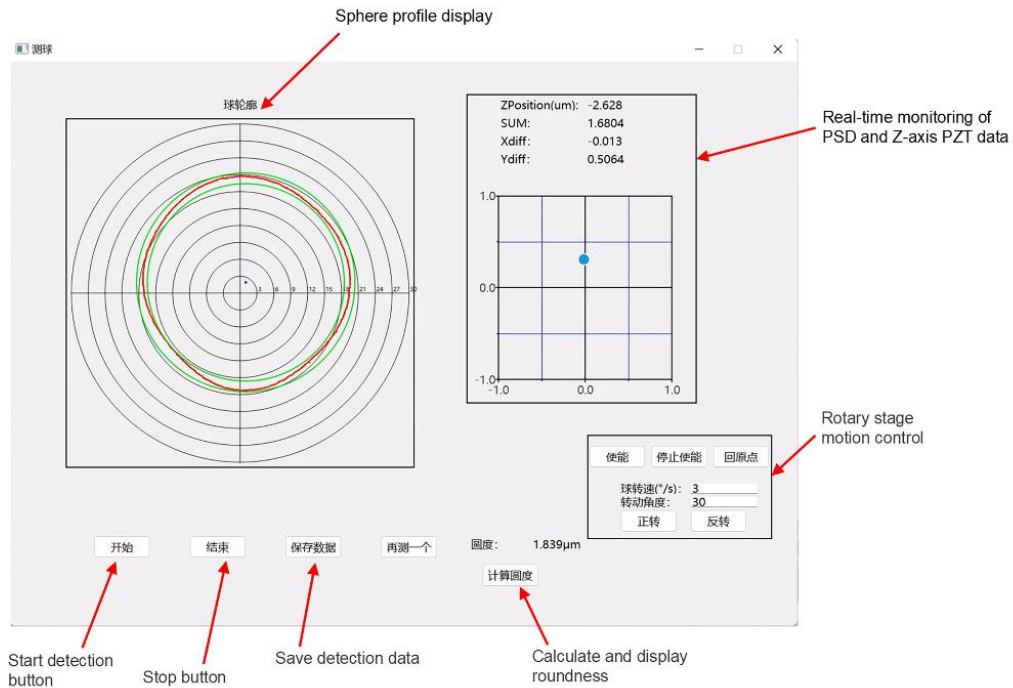 Sphere profile display
测球
球轮廓
3 6 9 12 15 18 21 24 27 30
ZPosition(um): -2.628
SUM: 1.6804
Xdiff: -0.013
Ydiff: 0.5064
Real-time monitoring of
PSD and Z-axis PZT data
1.0
0.0
-1.0
-1.0 0.0 1.0
Rotary stage
motion control
使能 停止使能 回原点
球转速(°/s): 3
转动角度: 30
正转 反转
开始 结束 保存数据 再测一个 圆度: 1.839μm
计算圆度
Start detection
button
Stop button
Save detection data
Calculate and display
roundness